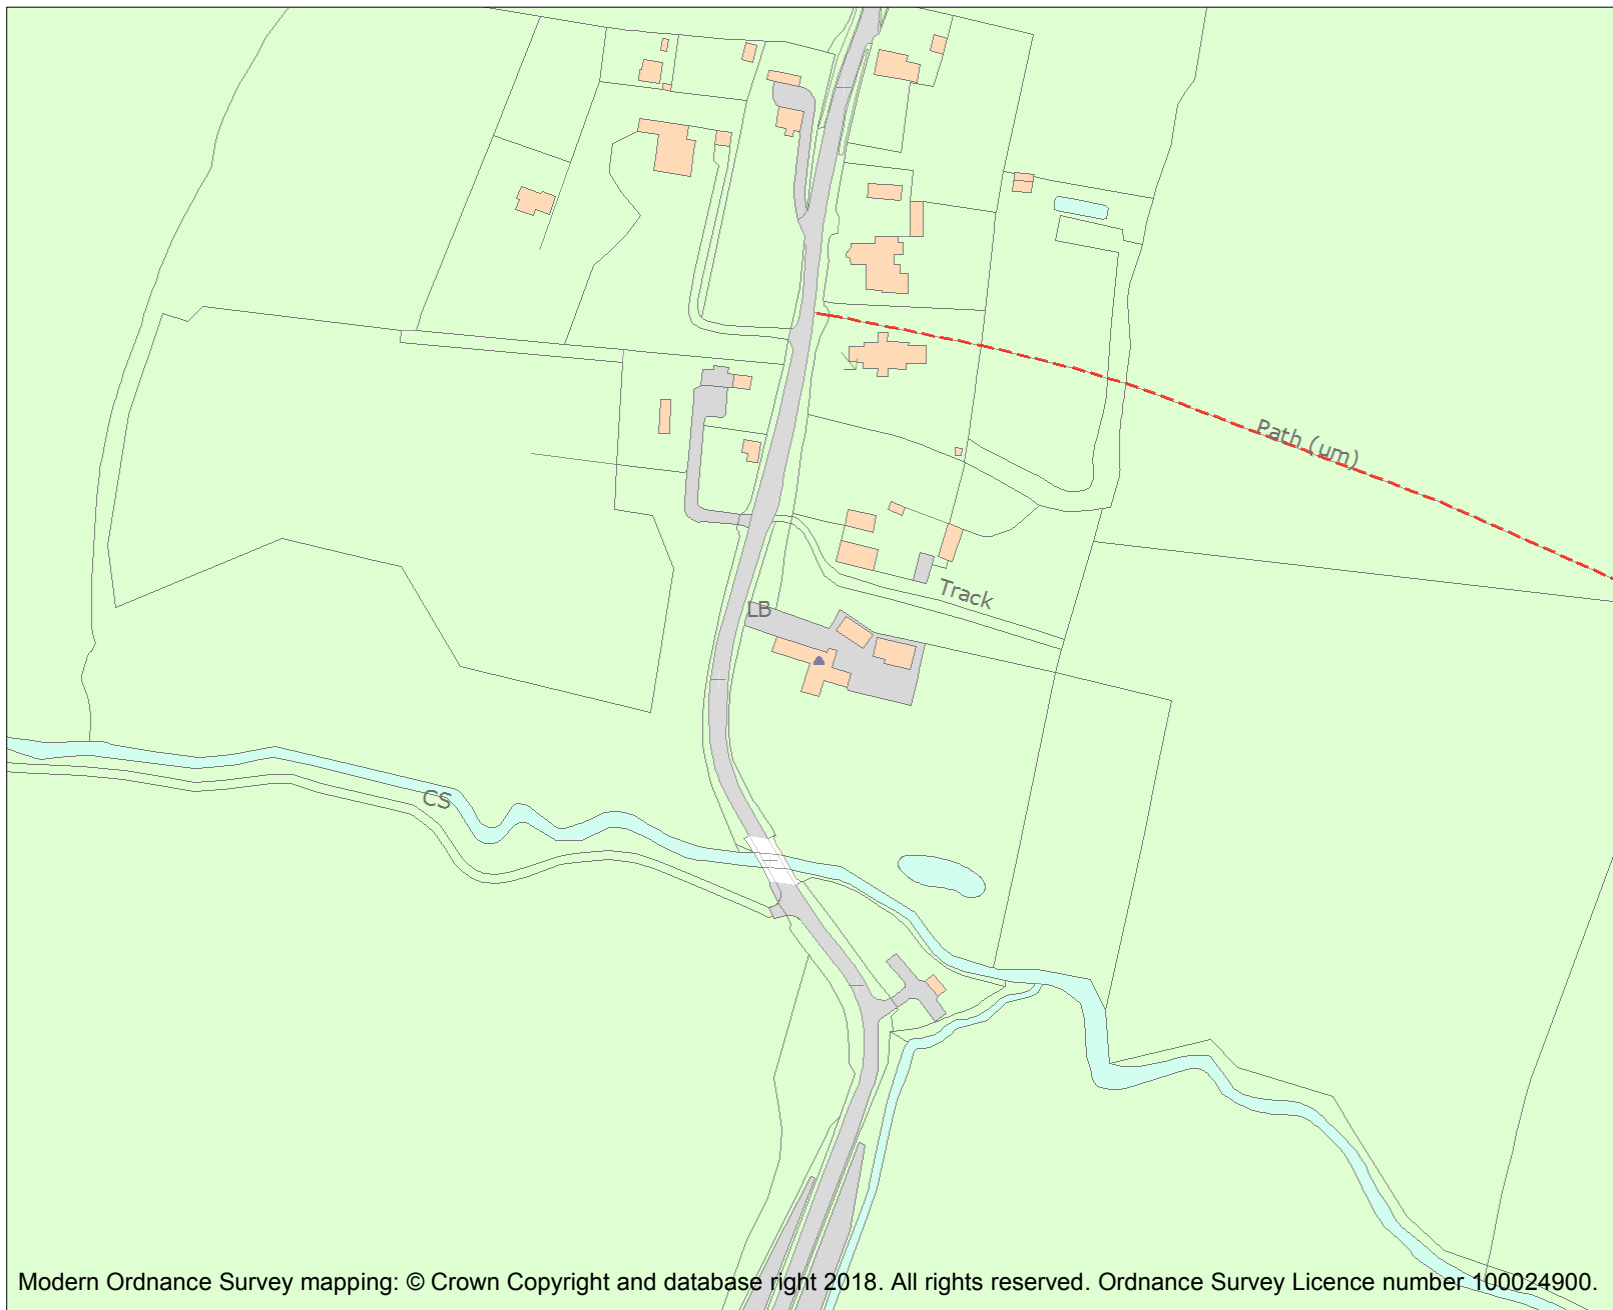 Path (um)
Track
LB
CS
Modern Ordnance Survey mapping: © Crown Copyright and database right 2018. All rights reserved. Ordnance Survey Licence number 100024900.